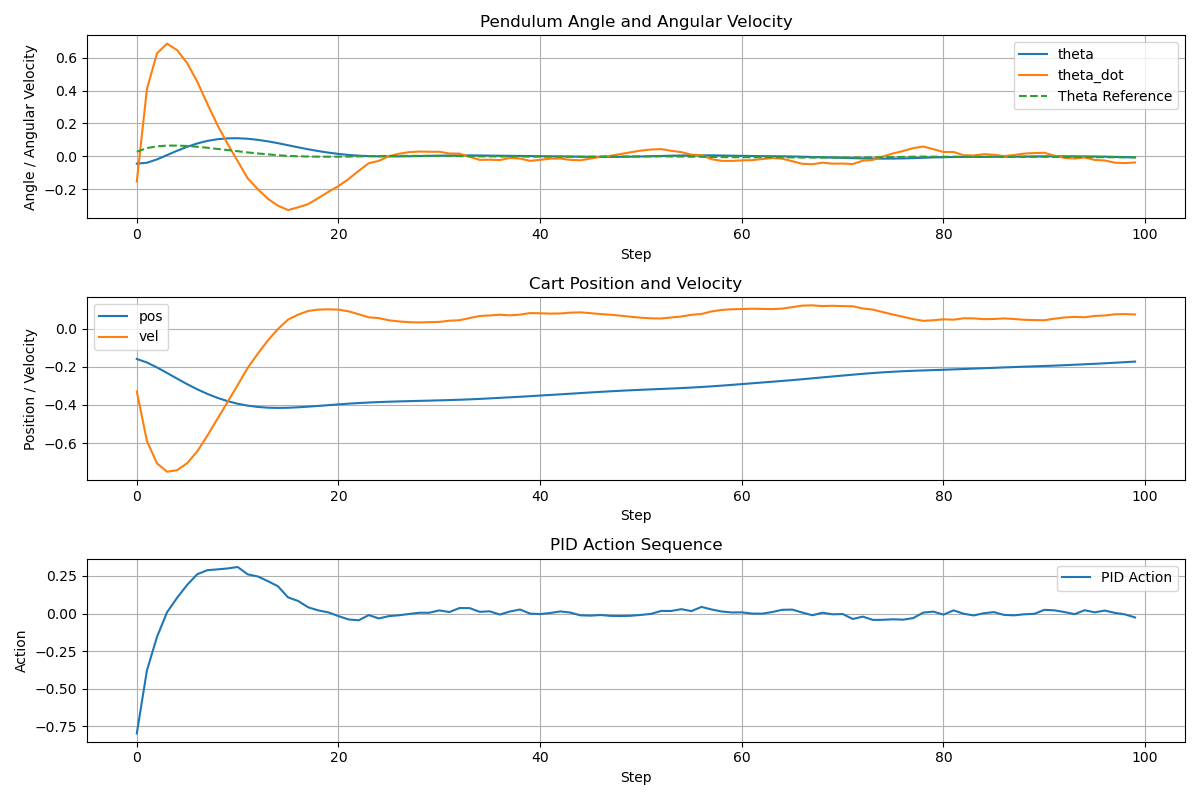 Pendulum Angle and Angular Velocity
Angle / Angular Velocity
0.6
0.4
0.2
0.0
−0.2
theta
theta_dot
Theta Reference
0 20 40 60 80 100
Step
Cart Position and Velocity
Position / Velocity
0.0
−0.2
−0.4
−0.6
pos
vel
0 20 40 60 80 100
Step
PID Action Sequence
Action
0.25
0.00
−0.25
−0.50
−0.75
PID Action
0 20 40 60 80 100
Step